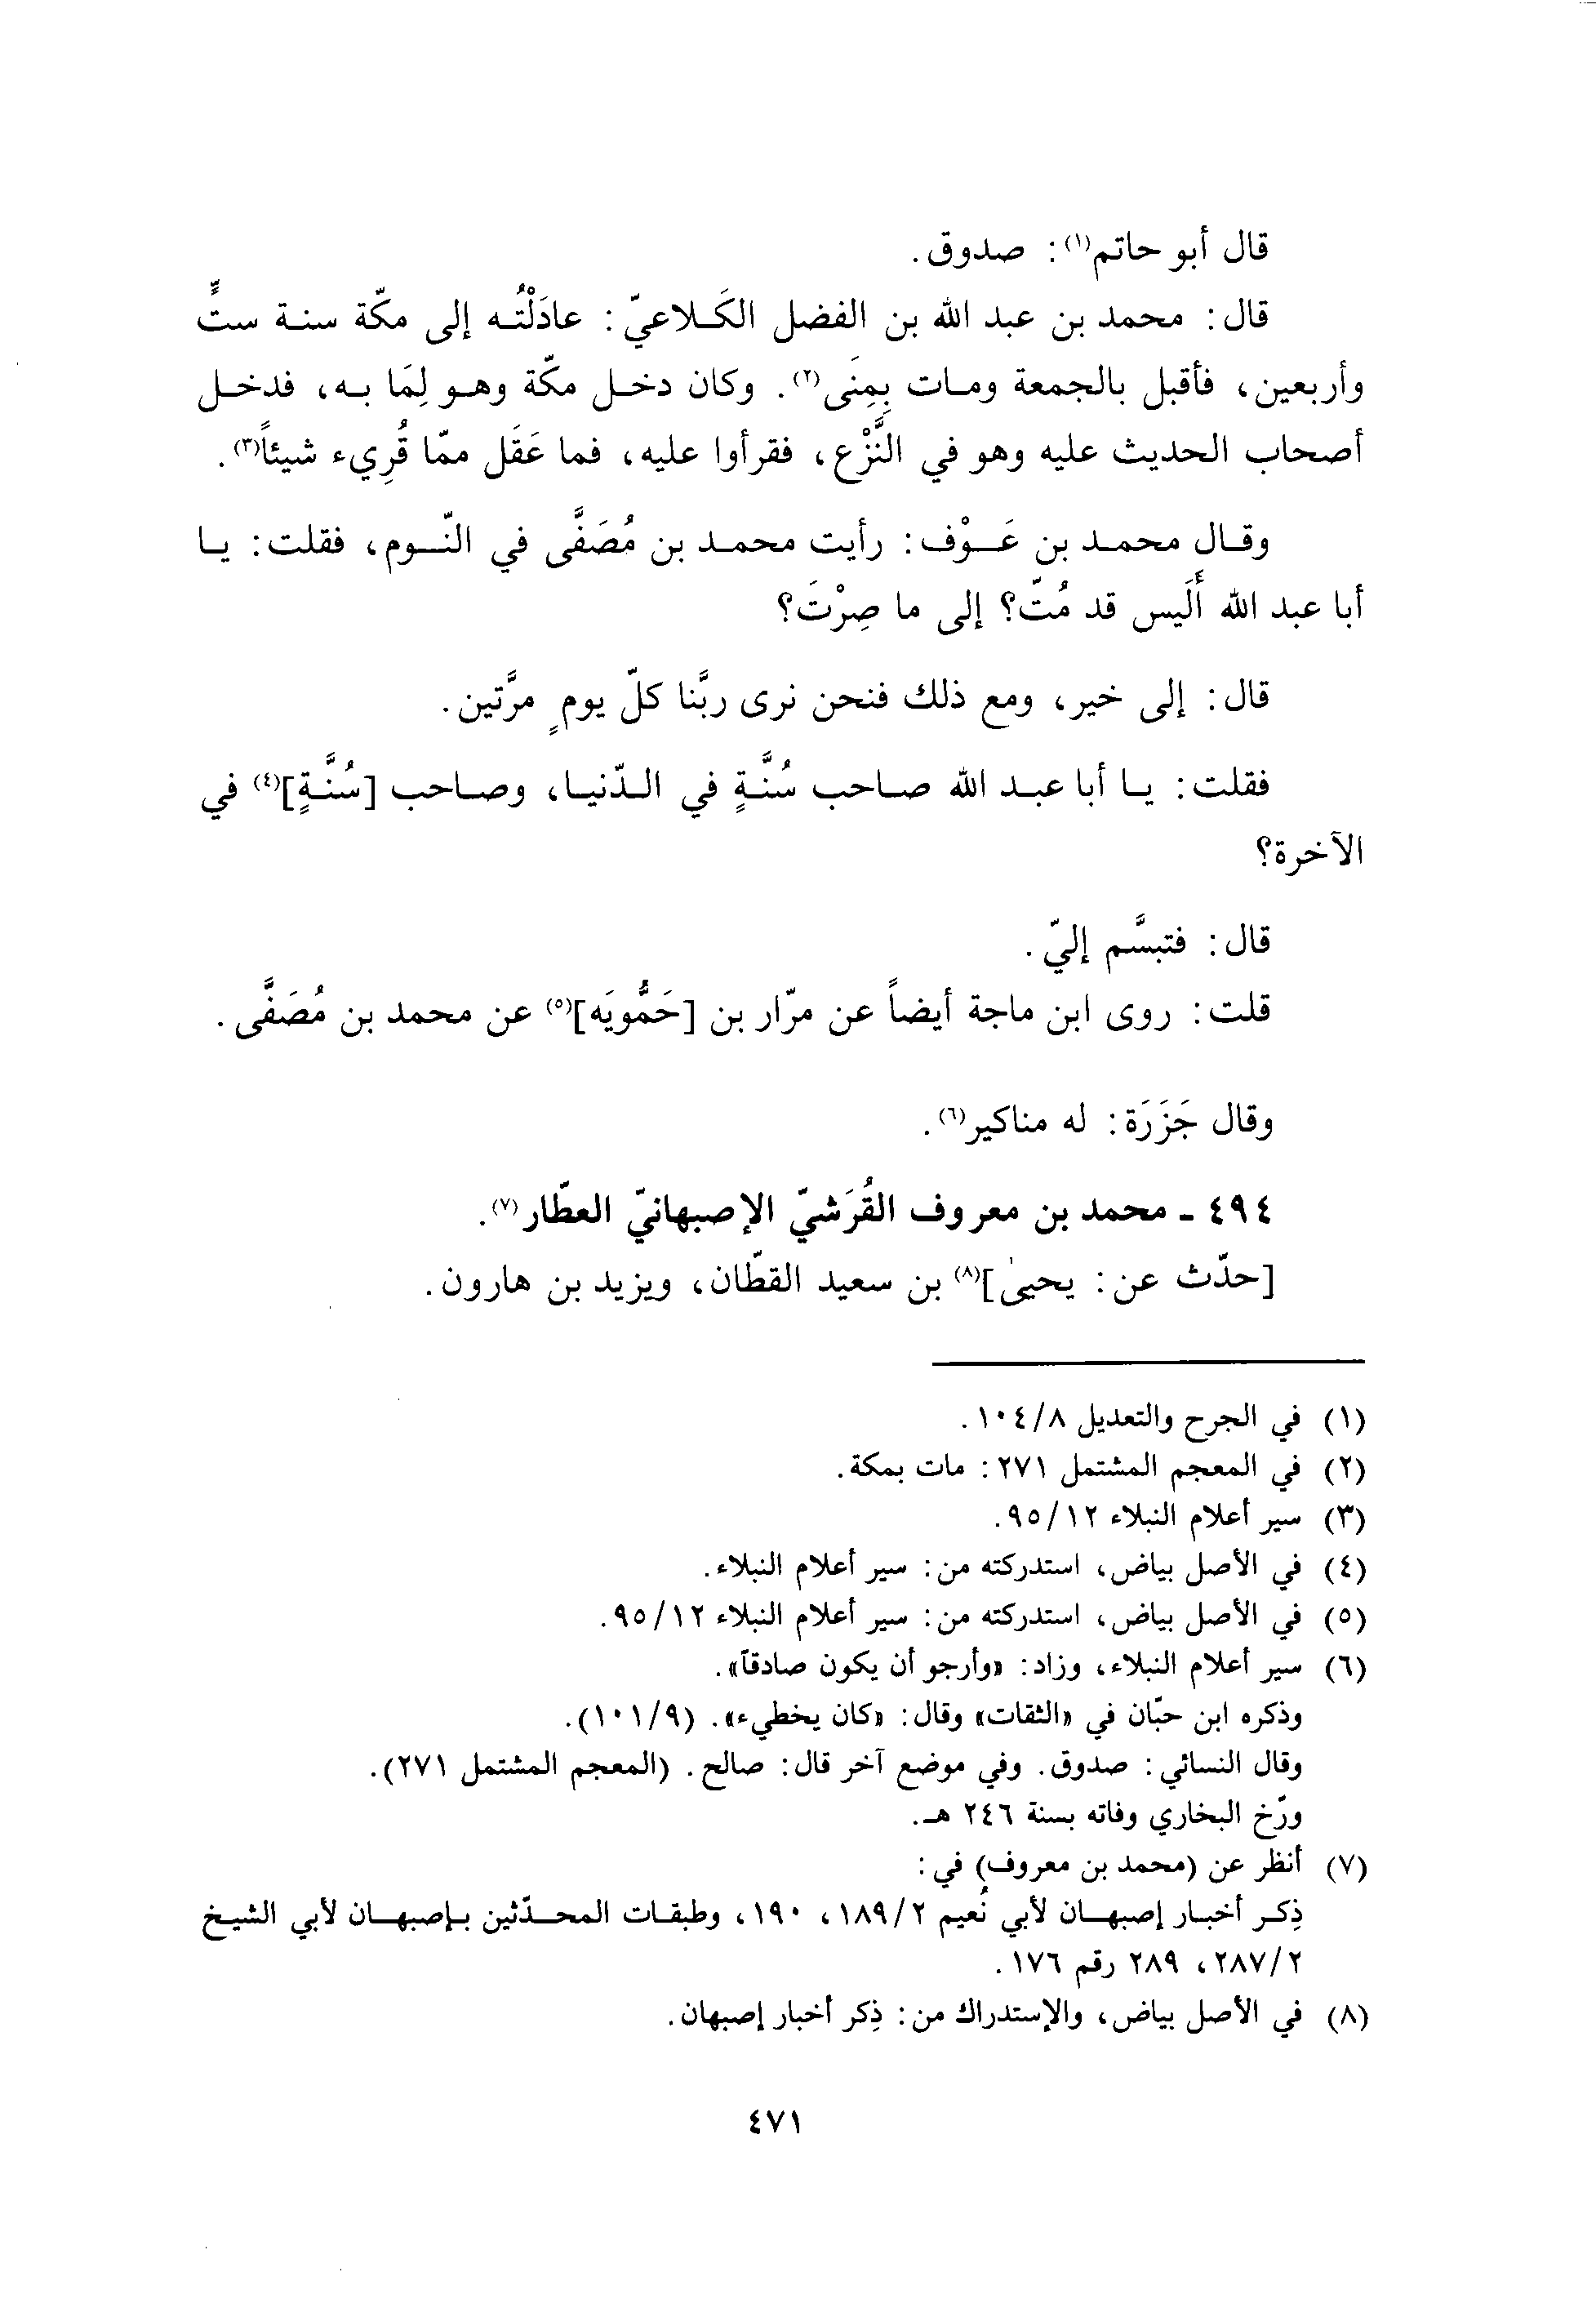 قال أبو حاتم(١): صدوق.
قال: محمد بن عبد الله بن الفضل الكَلاعيّ: عادَلْتُه إلى مكّة سنة ستٍّ
وأربعين، فأقبل بالجمعة ومات بِمِنَى(٢). وكان دخل مكّة وهو لِمَا به، فدخل
أصحاب الحديث عليه وهو في النَّزْع، فقرأوا عليه، فما عَقَل ممّا قُرِيء شيئاً(٣).
وقال محمد بن عَوْف: رأيت محمد بن مُصَفَّى في النّوم، فقلت: يا
أبا عبد الله أَلَيس قد مُتّ؟ إلى ما صِرْتَ؟
قال: إلى خير، ومع ذلك فنحن نرى ربَّنا كلّ يومٍ مرَّتين.
فقلت: يا أبا عبد الله صاحب سُنَّةٍ في الدّنيا، وصاحب [سُنَّةٍ](٤) في
الآخرة؟
قال: فتبسَّم إليّ.
قلت: روى ابن ماجة أيضاً عن مرّار بن [حَمُّويَه](٥) عن محمد بن مُصَفَّى.
وقال جَزَرَة: له مناكير(٦).
٤٩٤ - محمد بن معروف القُرَشيّ الإصبهانيّ العطّار(٧).
[حدّث عن: يحيىٰ](٨) بن سعيد القطّان، ويزيد بن هارون.
(١) في الجرح والتعديل ٨/١٠٤.
(٢) في المعجم المشتمل ٢٧١: مات بمكة.
(٣) سير أعلام النبلاء ١٢/٩٥.
(٤) في الأصل بياض، استدركته من: سير أعلام النبلاء.
(٥) في الأصل بياض، استدركته من: سير أعلام النبلاء ١٢/٩٥.
(٦) سير أعلام النبلاء، وزاد: «وأرجو أن يكون صادقاً».
وذكره ابن حبّان في «الثقات» وقال: «كان يخطيء». (٩/١٠١).
وقال النسائي: صدوق. وفي موضع آخر قال: صالح. (المعجم المشتمل ٢٧١).
ورّخ البخاري وفاته بسنة ٢٤٦ هـ.
(٧) أنظر عن (محمد بن معروف) في:
ذِكر أخبار إصبهان لأبي نُعيم ٢/١٨٩، ١٩٠، وطبقات المحدّثين بإصبهان لأبي الشيخ
٢/٢٨٧، ٢٨٩ رقم ١٧٦.
(٨) في الأصل بياض، والإستدراك من: ذِكر أخبار إصبهان.
٤٧١